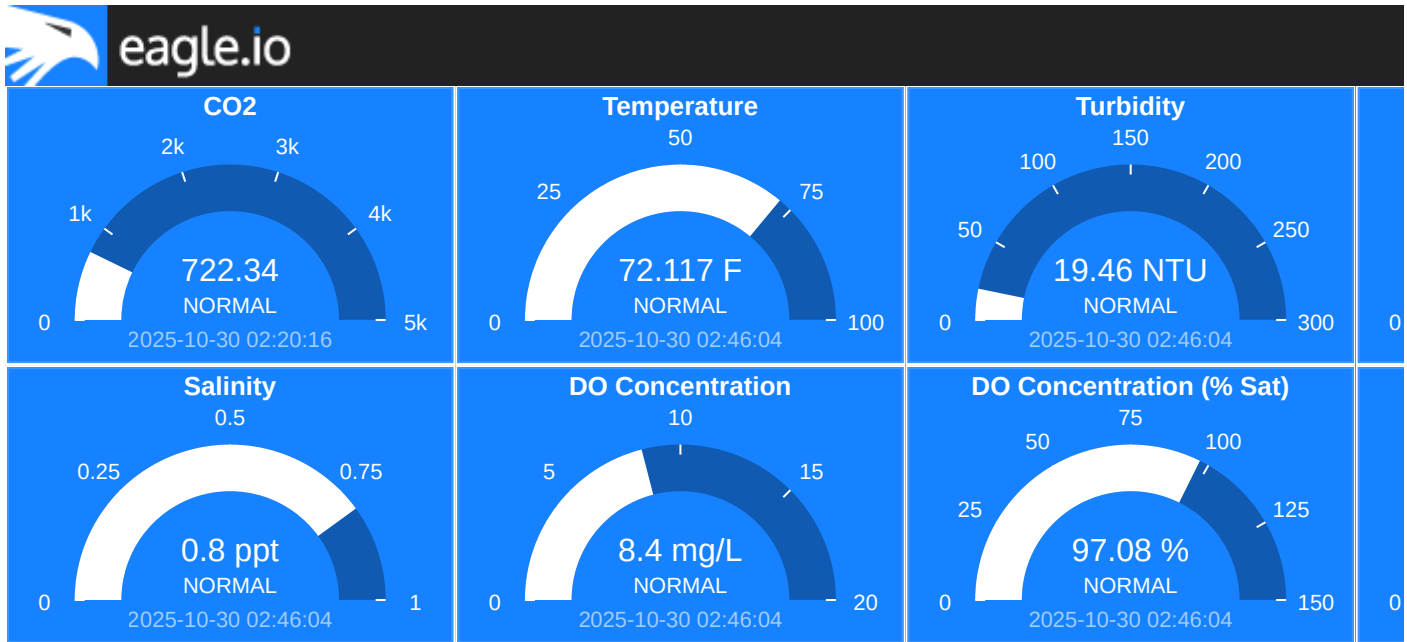 eagle.io
CO2
2k
3k
1k
4k
722.34
NORMAL
0
5k
2025-10-30 02:20:16
Temperature
50
25
75
72.117 F
NORMAL
0
100
2025-10-30 02:46:04
Turbidity
150
100
200
50
250
19.46 NTU
NORMAL
0
300
2025-10-30 02:46:04
0
Salinity
0.5
0.25
0.75
0.8 ppt
NORMAL
0
1
2025-10-30 02:46:04
DO Concentration
10
5
15
8.4 mg/L
NORMAL
0
20
2025-10-30 02:46:04
DO Concentration (% Sat)
75
50
100
25
125
97.08 %
NORMAL
0
150
2025-10-30 02:46:04
0